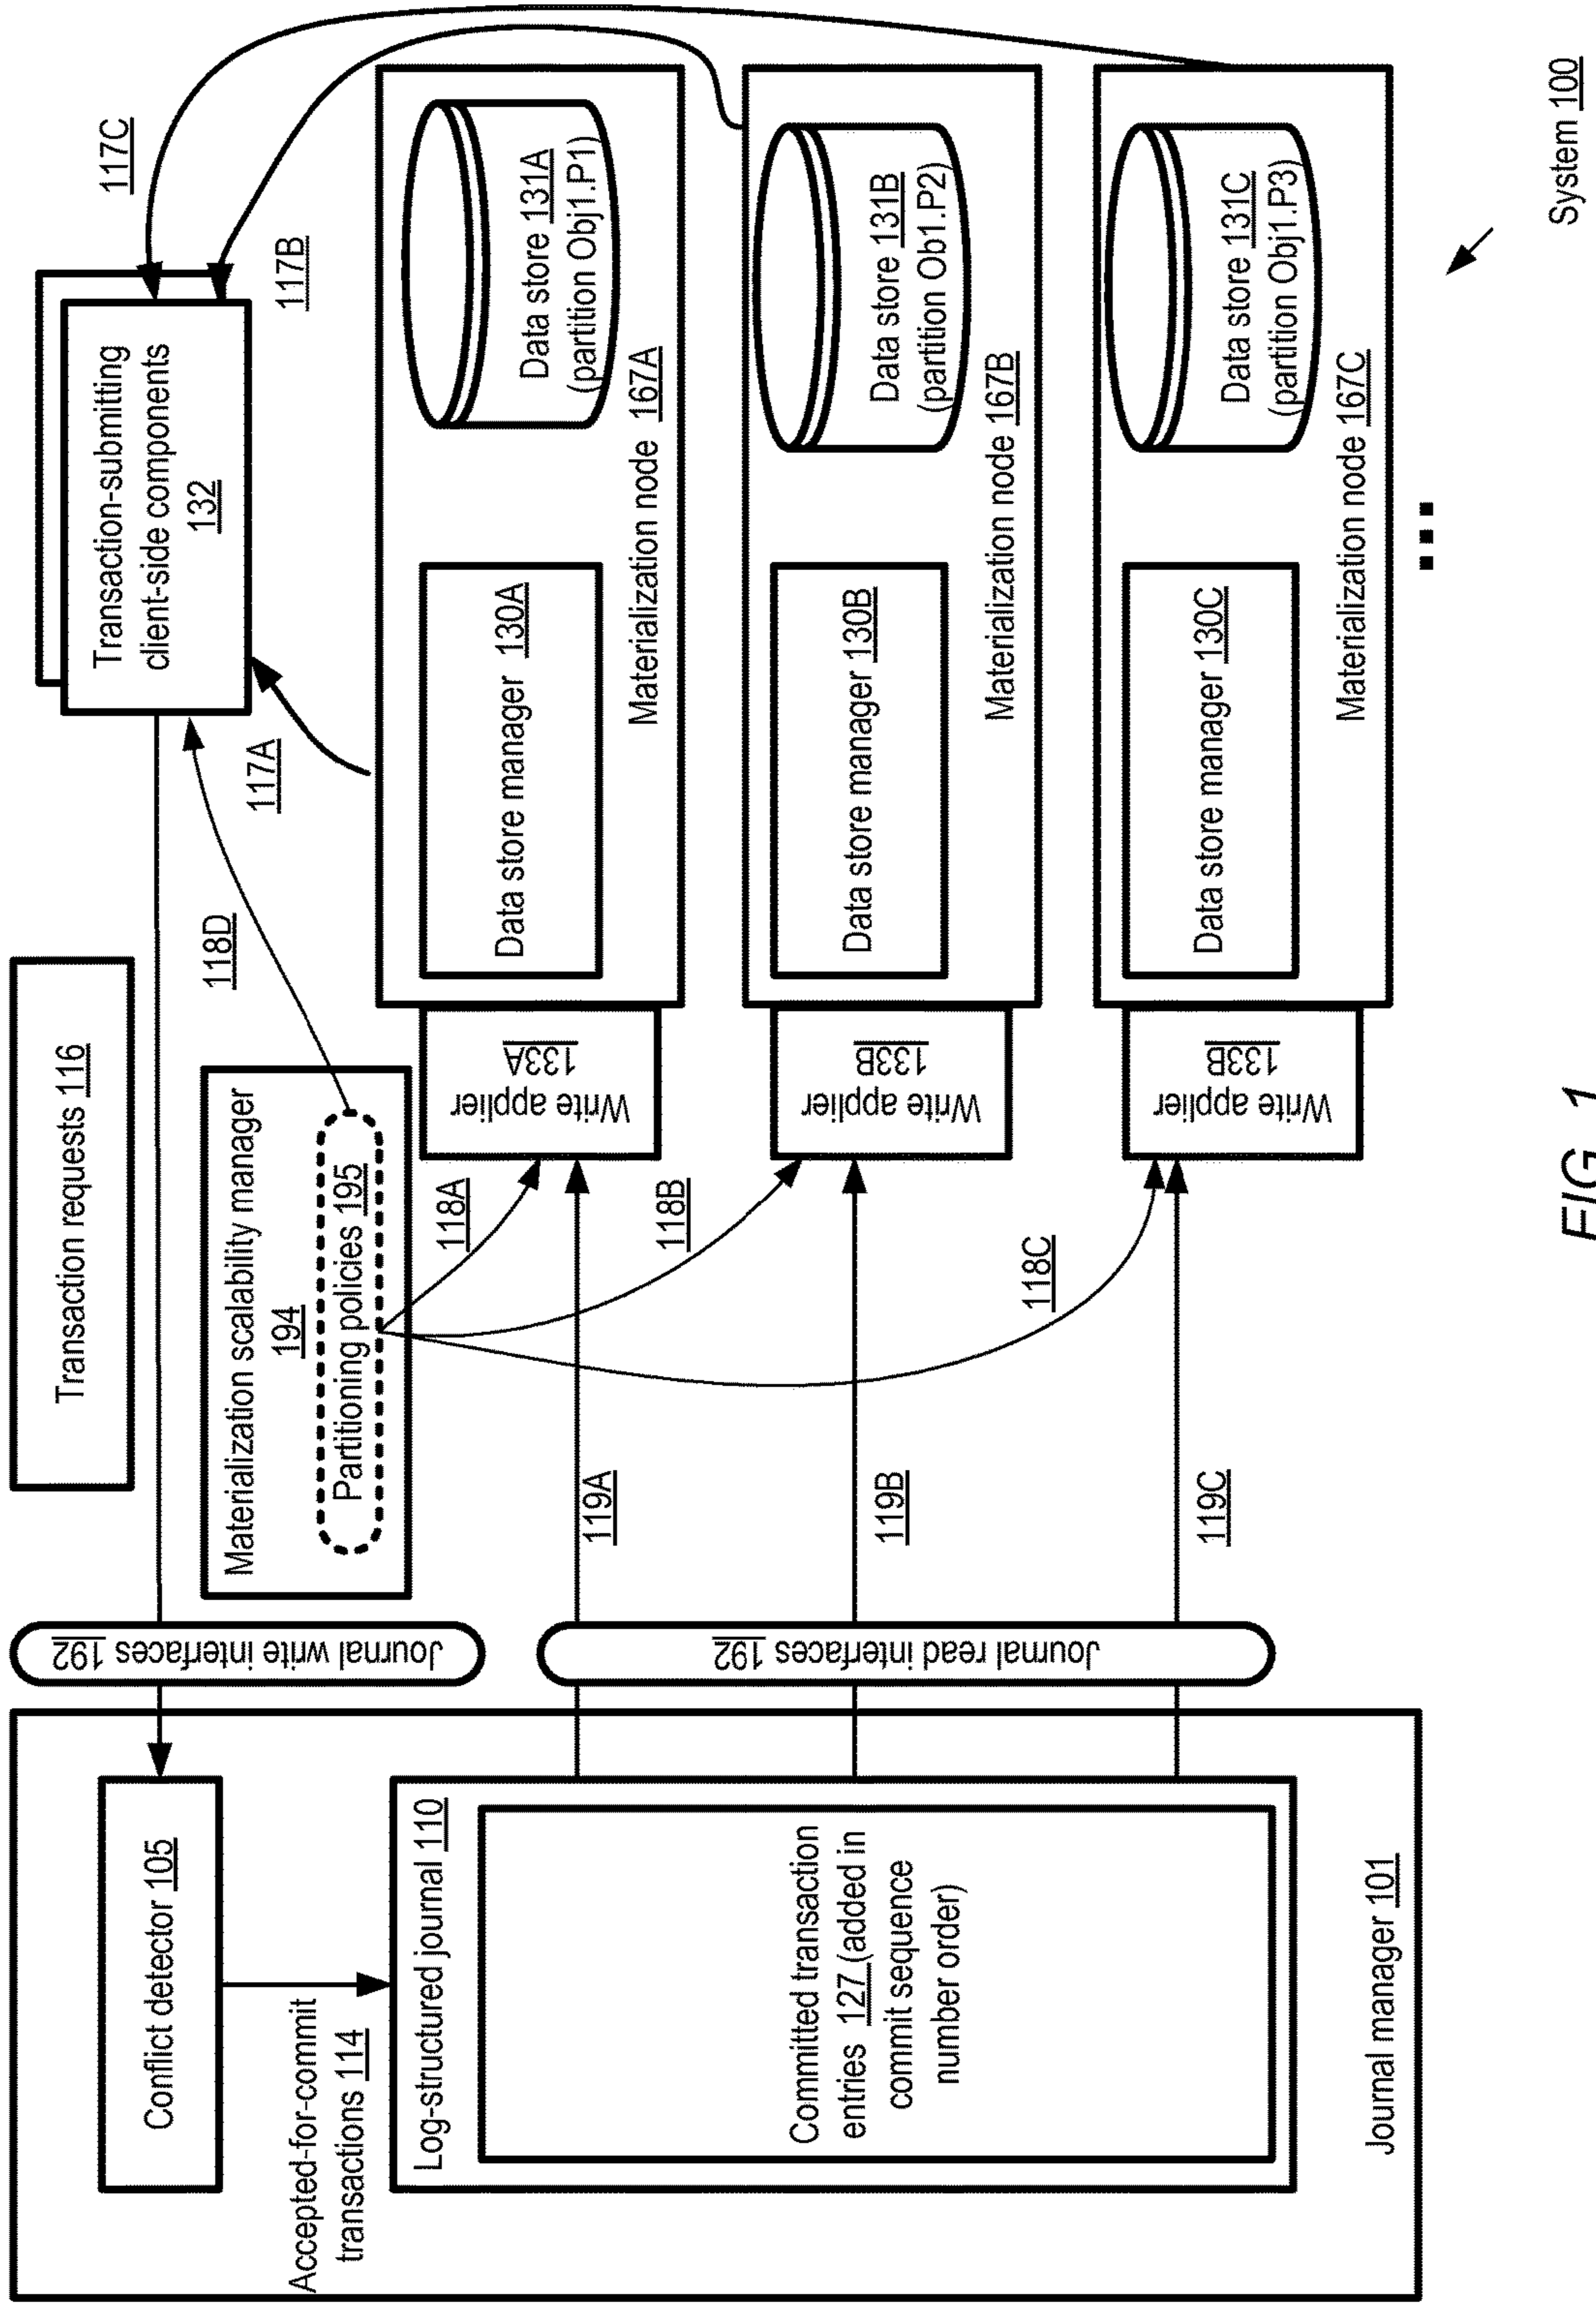 Transaction requests 116
Transaction-submitting
client-side components
132
117C
117B
117A
118D
Journal write interfaces 192
Conflict detector 105
Accepted-for-commit
transactions 114
Log-structured journal 110
Committed transaction
entries 127 (added in
commit sequence
number order)
Journal manager 101
Journal read interfaces 192
Materialization scalability manager
194
Partitioning policies 195
118A
118B
118C
119A
119B
119C
Write applier
133A
Data store manager 130A
Data store 131A
(partition Obj1.P1)
Materialization node 167A
Write applier
133B
Data store manager 130B
Data store 131B
(partition Ob1.P2)
Materialization node 167B
Write applier
133B
Data store manager 130C
Data store 131C
(partition Obj1.P3)
Materialization node 167C
System 100
FIG. 1